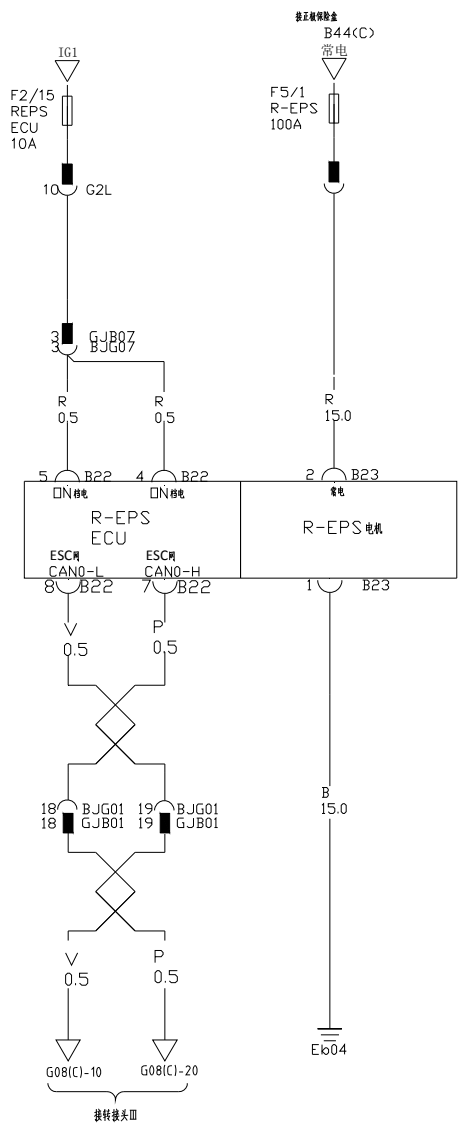 接正极保险盒
B44(C)
IG1
常电
F2/15
REPS
ECU
10A
F5/1
R-EPS
100A
10 G2L
3 GJB07
3 BJG07
R
0.5
R
0.5
R
15.0
5 B22
4 B22
2 B23
ON档电
ON档电
常电
R-EPS
ECU
R-EPS电机
ESC网
CAN0-L
ESC网
CAN0-H
8 B22
7 B22
1 B23
V
0.5
P
0.5
B
15.0
18 BJG01
18 GJB01
19 BJG01
19 GJB01
V
0.5
P
0.5
Eb04
G08(C)-10
G08(C)-20
接转接头III